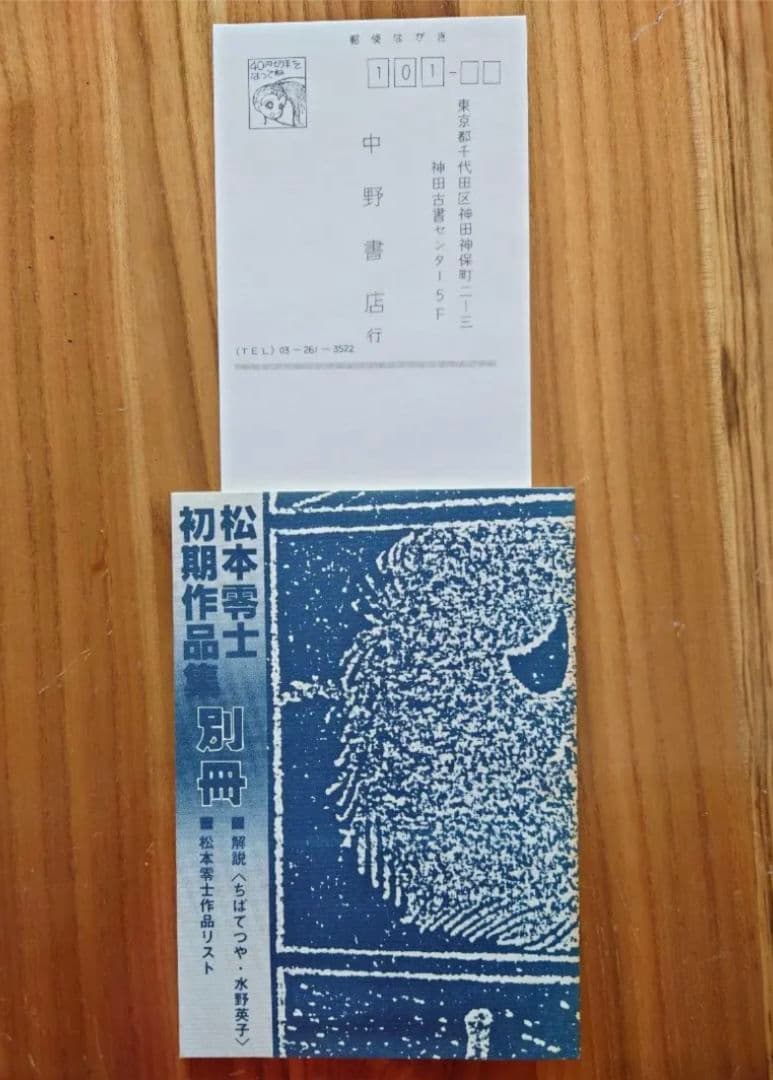 郵便はがき
40円切手を
はってね
101-
東京都千代田区神田神保町二ー三
神田古書センター5F
中野書店行
(TEL)03-261-3522
松本零士
初期作品集
別冊
■解説〈ちばてつや・水野英子〉
■松本零士作品リスト